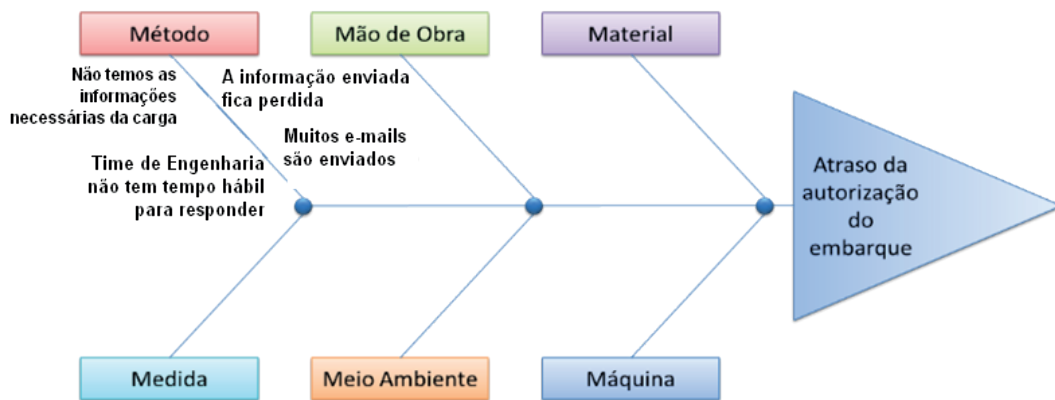 Método
Mão de Obra
Material
Não temos as
informações
necessárias da carga
A informação enviada
fica perdida
Muitos e-mails
são enviados
Time de Engenharia
não tem tempo hábil
para responder
Atraso da
autorização
do
embarque
Medida
Meio Ambiente
Máquina